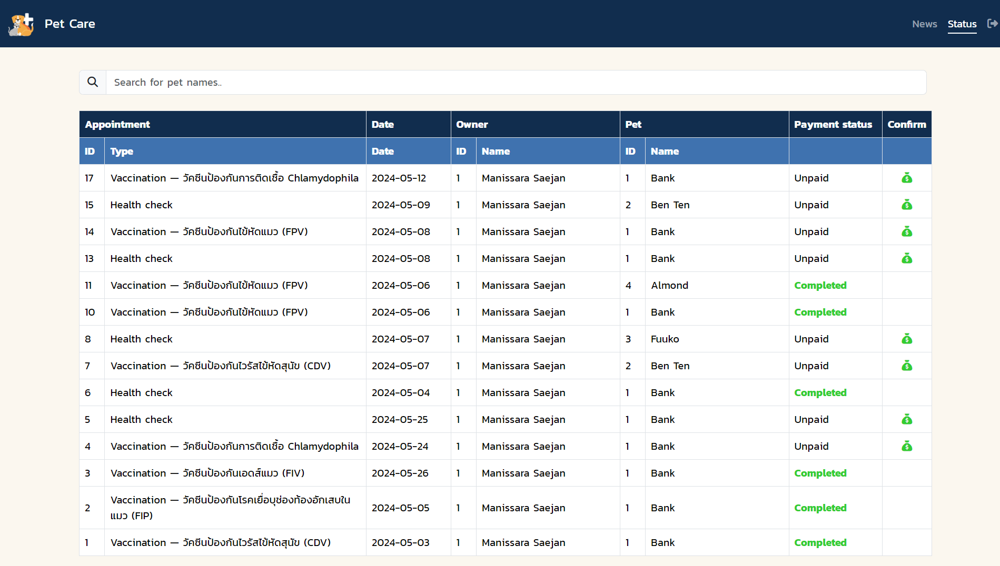 Pet Care
News Status
Search for pet names..
Appointment Date Owner Pet Payment status Confirm
ID Type Date ID Name ID Name
17 Vaccination — วัคซีนป้องกันการติดเชื้อ Chlamydophila 2024-05-12 1 Manissara Saejan 1 Bank Unpaid
15 Health check 2024-05-09 1 Manissara Saejan 2 Ben Ten Unpaid
14 Vaccination — วัคซีนป้องกันไข้หัดแมว (FPV) 2024-05-08 1 Manissara Saejan 1 Bank Unpaid
13 Health check 2024-05-08 1 Manissara Saejan 1 Bank Unpaid
11 Vaccination — วัคซีนป้องกันไข้หัดแมว (FPV) 2024-05-06 1 Manissara Saejan 4 Almond Completed
10 Vaccination — วัคซีนป้องกันไข้หัดแมว (FPV) 2024-05-06 1 Manissara Saejan 1 Bank Completed
8 Health check 2024-05-07 1 Manissara Saejan 3 Fuuko Unpaid
7 Vaccination — วัคซีนป้องกันไวรัสไข้หัดสุนัข (CDV) 2024-05-07 1 Manissara Saejan 2 Ben Ten Unpaid
6 Health check 2024-05-04 1 Manissara Saejan 1 Bank Completed
5 Health check 2024-05-25 1 Manissara Saejan 1 Bank Unpaid
4 Vaccination — วัคซีนป้องกันการติดเชื้อ Chlamydophila 2024-05-24 1 Manissara Saejan 1 Bank Unpaid
3 Vaccination — วัคซีนป้องกันเอดส์แมว (FIV) 2024-05-26 1 Manissara Saejan 1 Bank Completed
2 Vaccination — วัคซีนป้องกันโรคเยื่อบุช่องท้องอักเสบใน
แมว (FIP) 2024-05-05 1 Manissara Saejan 1 Bank Completed
1 Vaccination — วัคซีนป้องกันไวรัสไข้หัดสุนัข (CDV) 2024-05-03 1 Manissara Saejan 1 Bank Completed